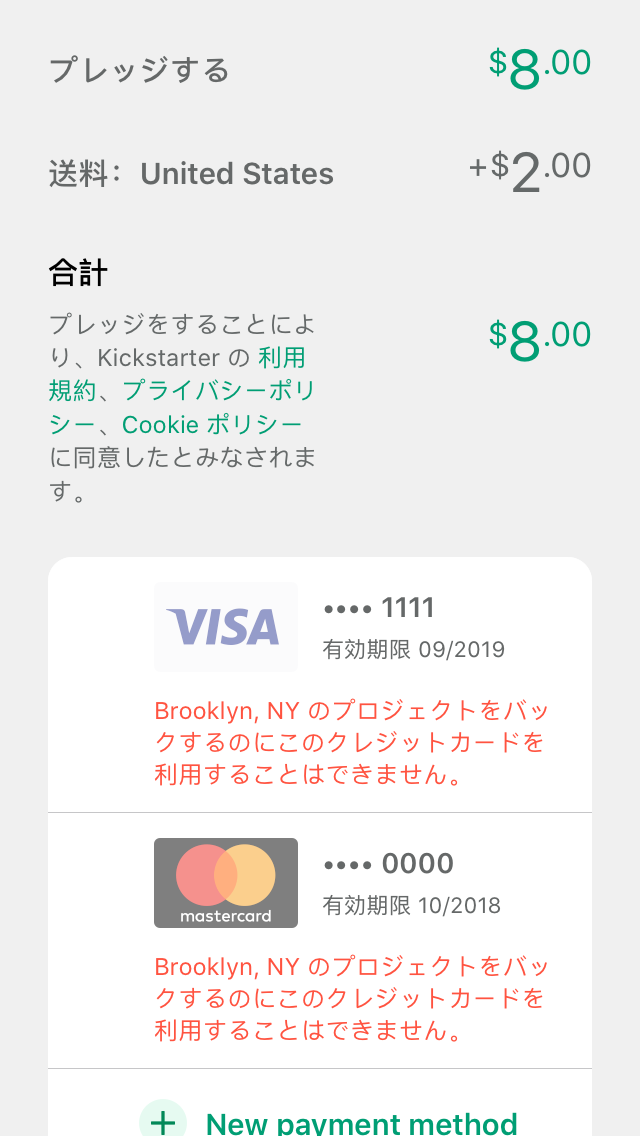 プレッジする $8.00
送料： United States +$2.00
合計
$8.00
プレッジをすることによ
り、Kickstarter の 利用
規約、プライバシーポリ
シー、Cookie ポリシー
に同意したとみなされま
す。
VISA •••• 1111
有効期限 09/2019
Brooklyn, NY のプロジェクトをバッ
クするのにこのクレジットカードを
利用することはできません。
mastercard •••• 0000
有効期限 10/2018
Brooklyn, NY のプロジェクトをバッ
クするのにこのクレジットカードを
利用することはできません。
+ New payment method